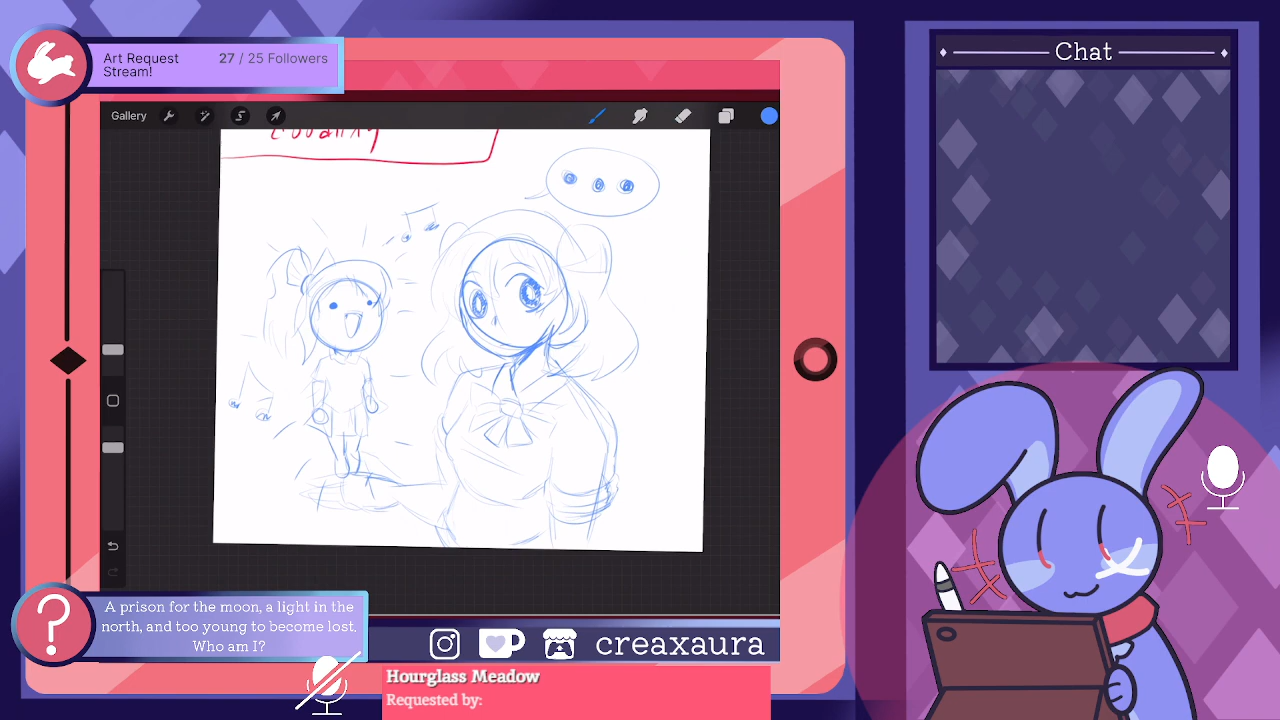 Art Request
Stream!
27 / 25 Followers
Chat
Gallery
A prison for the moon, a light in the
north, and too young to become lost.
Who am I?
creaxaura
Hourglass Meadow
Requested by: